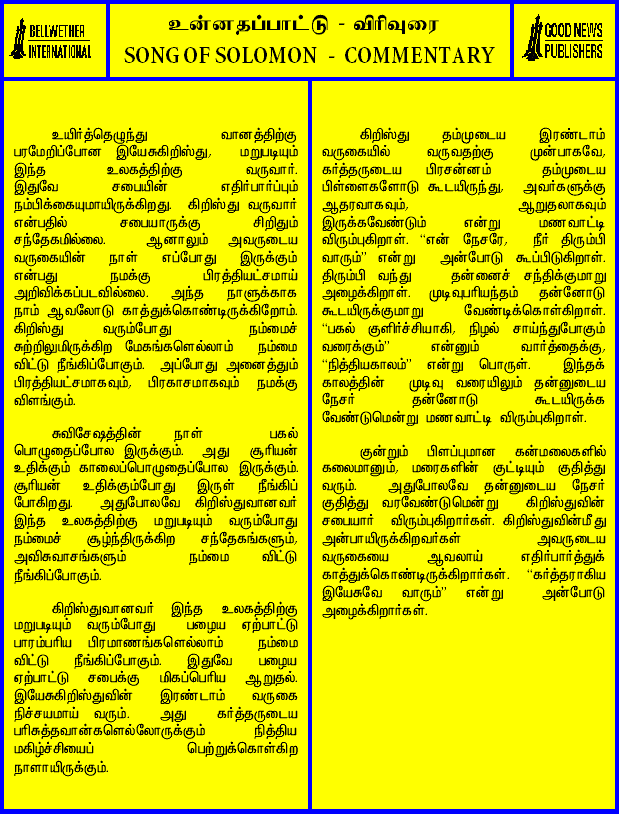 BELLWETHER
INTERNATIONAL
உன்னதப்பாட்டு - விரிவுரை
SONG OF SOLOMON - COMMENTARY
GOOD NEWS
PUBLISHERS
உயிர்த்தெழுந்து வானத்திற்கு
பரமேறிப்போன இயேசுகிறிஸ்து, மறுபடியும்
இந்த உலகத்திற்கு வருவார்.
இதுவே சபையின் எதிர்பார்ப்பும்
நம்பிக்கையுமாயிருக்கிறது. கிறிஸ்து வருவார்
என்பதில் சபையாருக்கு சிறிதும்
சந்தேகமில்லை. ஆனாலும் அவருடைய
வருகையின் நாள் எப்போது இருக்கும்
என்பது நமக்கு பிரத்தியட்சமாய்
அறிவிக்கப்படவில்லை. அந்த நாளுக்காக
நாம் ஆவலோடு காத்துக்கொண்டிருக்கிறோம்.
கிறிஸ்து வரும்போது நம்மைச்
சுற்றிலுமிருக்கிற மேகங்களெல்லாம் நம்மை
விட்டு நீங்கிப்போகும். அப்போது அனைத்தும்
பிரத்தியட்சமாகவும், பிரகாசமாகவும் நமக்கு
விளங்கும்.
சுவிசேஷத்தின் நாள் பகல்
பொழுதைப்போல இருக்கும். அது சூரியன்
உதிக்கும் காலைப்பொழுதைப்போல இருக்கும்.
சூரியன் உதிக்கும்போது இருள் நீங்கிப்
போகிறது. அதுபோலவே கிறிஸ்துவானவர்
இந்த உலகத்திற்கு மறுபடியும் வரும்போது
நம்மைச் சூழ்ந்திருக்கிற சந்தேகங்களும்,
அவிசுவாசங்களும் நம்மை விட்டு
நீங்கிப்போகும்.
கிறிஸ்துவானவர் இந்த உலகத்திற்கு
மறுபடியும் வரும்போது பழைய ஏற்பாட்டு
பாரம்பரிய பிரமாணங்களெல்லாம் நம்மை
விட்டு நீங்கிப்போகும். இதுவே பழைய
ஏற்பாட்டு சபைக்கு மிகப்பெரிய ஆறுதல்.
இயேசுகிறிஸ்துவின் இரண்டாம் வருகை
நிச்சயமாய் வரும். அது கர்த்தருடைய
பரிசுத்தவான்களெல்லோருக்கும் நித்திய
மகிழ்ச்சியைப் பெற்றுக்கொள்கிற
நாளாயிருக்கும்.
கிறிஸ்து தம்முடைய இரண்டாம்
வருகையில் வருவதற்கு முன்பாகவே,
கர்த்தருடைய பிரசன்னம் தம்முடைய
பிள்ளைகளோடு கூடயிருந்து, அவர்களுக்கு
ஆதரவாகவும், ஆறுதலாகவும்
இருக்கவேண்டும் என்று மணவாட்டி
விரும்புகிறாள். “என் நேசரே, நீர் திரும்பி
வாரும்” என்று அன்போடு கூப்பிடுகிறாள்.
திரும்பி வந்து தன்னைச் சந்திக்குமாறு
அழைக்கிறாள். முடிவுபரியந்தம் தன்னோடு
கூடயிருக்குமாறு வேண்டிக்கொள்கிறாள்.
“பகல் குளிர்ச்சியாகி, நிழல் சாய்ந்துபோகும்
வரைக்கும்” என்னும் வார்த்தைக்கு,
“நித்தியகாலம்” என்று பொருள். இந்தக்
காலத்தின் முடிவு வரையிலும் தன்னுடைய
நேசர் தன்னோடு கூடயிருக்க
வேண்டுமென்று மணவாட்டி விரும்புகிறாள்.
குன்றும் பிளப்புமான கன்மலைகளில்
கலைமானும், மரைகளின் குட்டியும் குதித்து
வரும். அதுபோலவே தன்னுடைய நேசர்
குதித்து வரவேண்டுமென்று கிறிஸ்துவின்
சபையார் விரும்புகிறார்கள். கிறிஸ்துவின்மீது
அன்பாயிருக்கிறவர்கள் அவருடைய
வருகையை ஆவலாய் எதிர்பார்த்துக்
காத்துக்கொண்டிருக்கிறார்கள். “கர்த்தராகிய
இயேசுவே வாரும்” என்று அன்போடு
அழைக்கிறார்கள்.